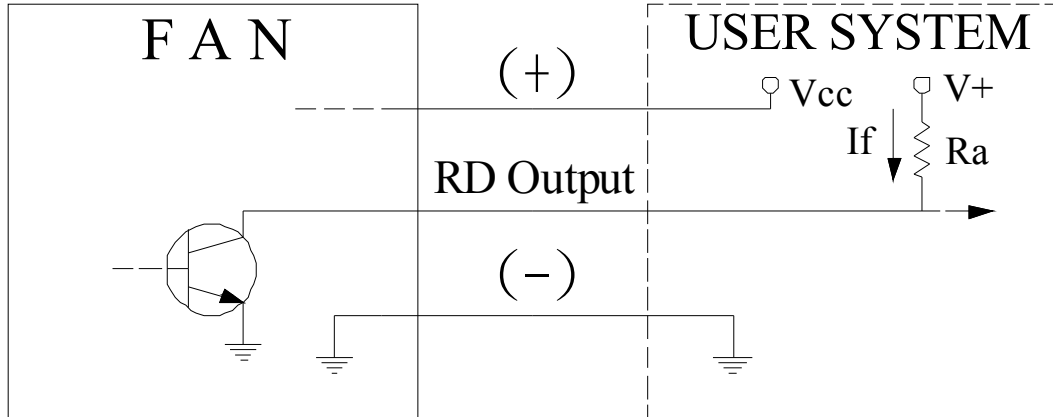 F A N
USER SYSTEM
(+)
Vcc
V+
If
Ra
RD Output
(-)